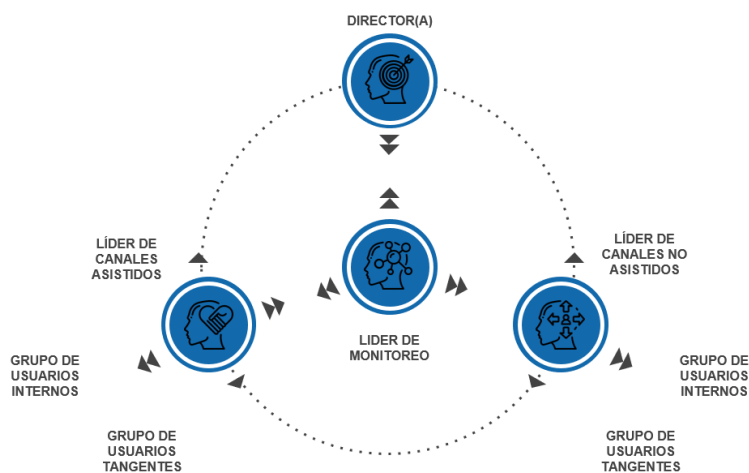 DIRECTOR(A)
LÍDER DE
CANALES
ASISTIDOS
LÍDER DE
CANALES NO
ASISTIDOS
LIDER DE
MONITOREO
GRUPO DE
USUARIOS
INTERNOS
GRUPO DE
USUARIOS
INTERNOS
GRUPO DE
USUARIOS
TANGENTES
GRUPO DE
USUARIOS
TANGENTES